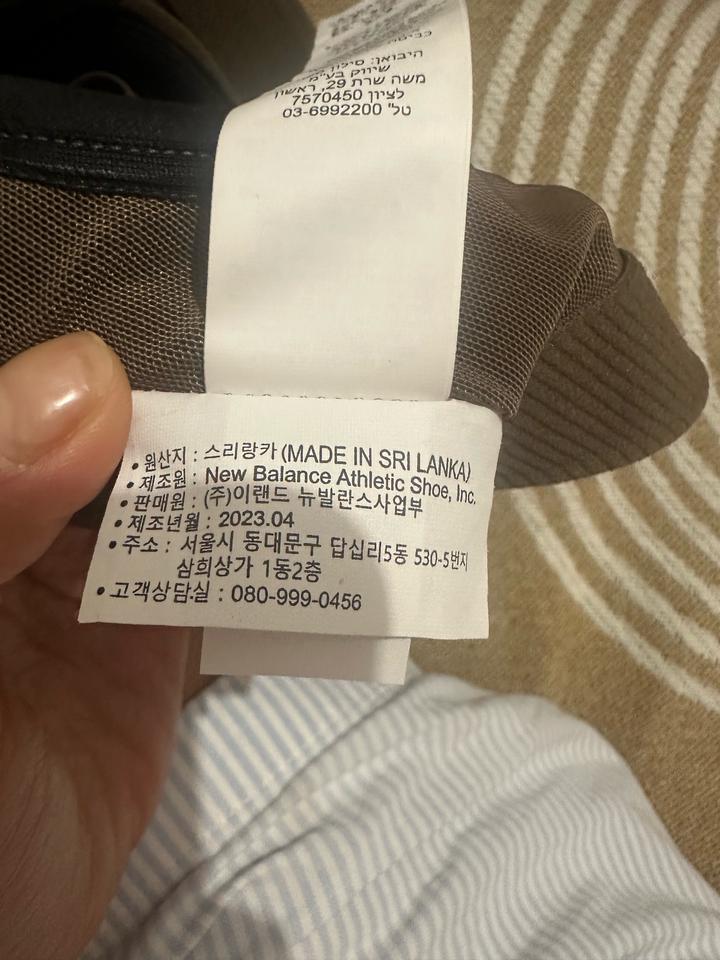 היבואן: סילון
שיווק בע"מ
משה שרת 29, ראשון
לציון 7570450
טל' 03-6992200
• 원산지 : 스리랑카 (MADE IN SRI LANKA)
• 제조원 : New Balance Athletic Shoe, Inc.
• 판매원 : (주)이랜드 뉴발란스사업부
• 제조년월 : 2023.04
• 주소 : 서울시 동대문구 답십리5동 530-5번지
삼희상가 1동2층
• 고객상담실 : 080-999-0456